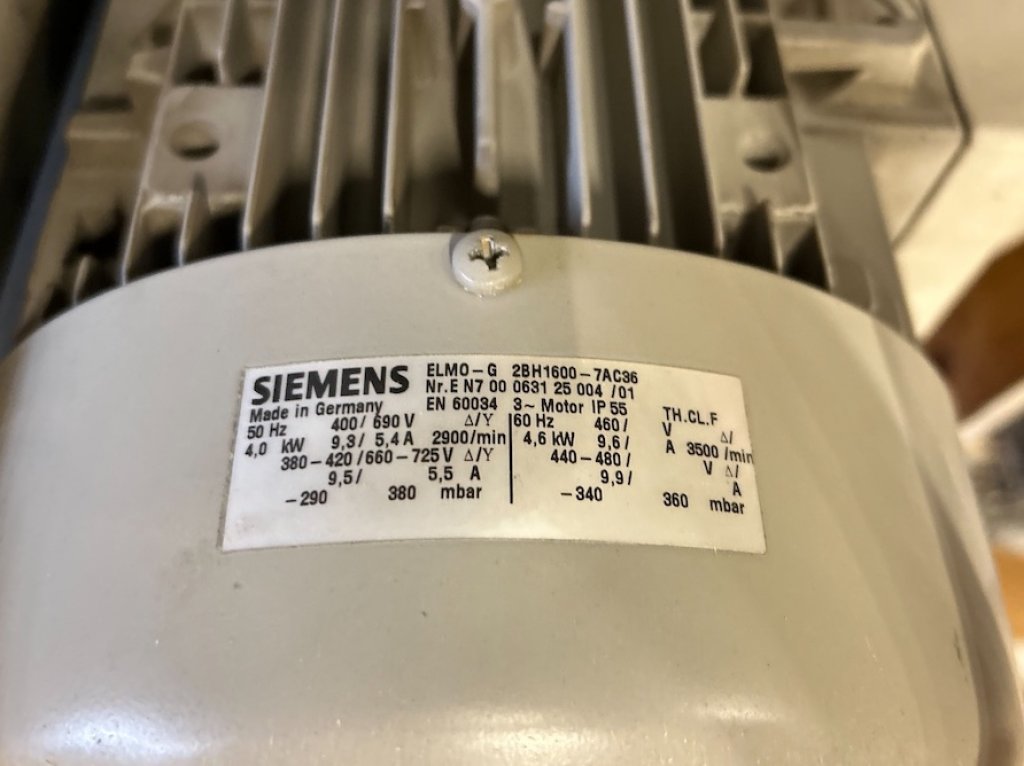 SIEMENS ELMO-G 2BH1600-7AC36
Nr.E N7 00 0631 25 004 /01
Made in Germany EN 60034 3~ Motor IP 55 TH.CL.F
50 Hz 400/ 690 V Δ/Y 60 Hz 460/ V Δ/
4,0 kW 9,3/ 5,4 A 2900/min 4,6 kW 9,6/ A 3500 /min
380-420/660-725V Δ/Y 440-480/ V Δ/
9,5/ 5,5 A 9,9/ A
-290 380 mbar -340 360 mbar